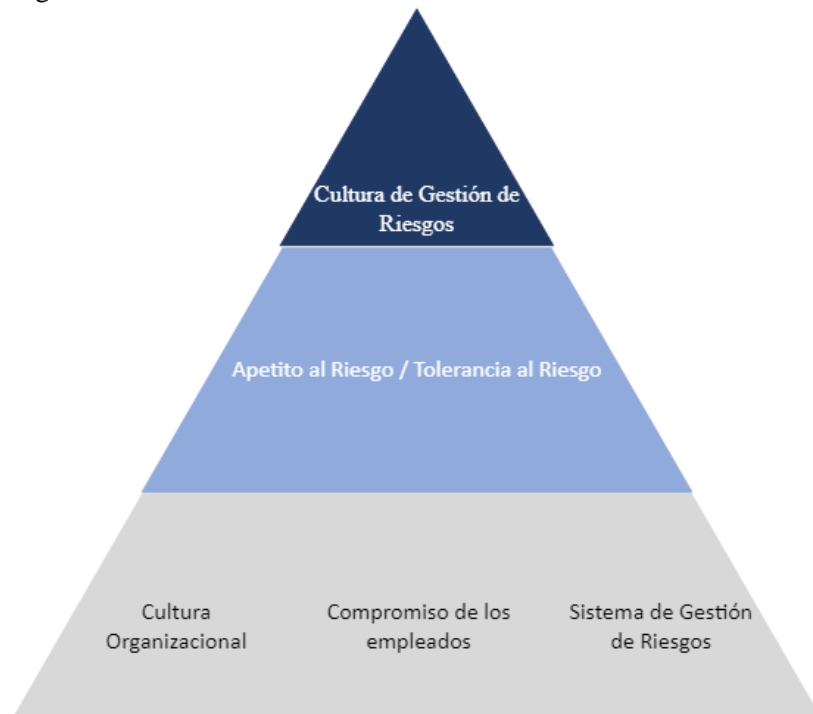 Cultura de Gestión de
Riesgos
Apetito al Riesgo / Tolerancia al Riesgo
Cultura
Organizacional
Compromiso de los
empleados
Sistema de Gestión
de Riesgos